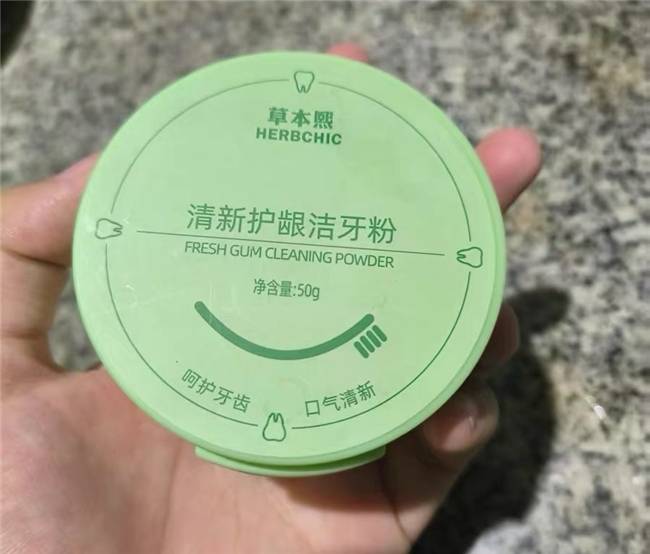 草本熙
HERBCHIC
清新护龈洁牙粉
FRESH GUM CLEANING POWDER
净含量:50g
呵护牙齿
口气清新